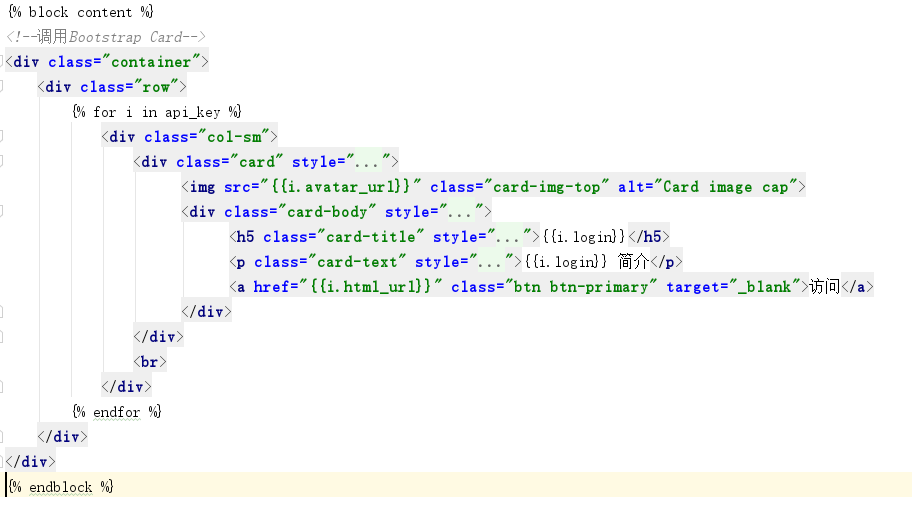 {% block content %}
<!--调用Bootstrap Card-->
<div class="container">
<div class="row">
{% for i in api_key %}
<div class="col-sm">
<div class="card" style="...">
<img src="{{i.avatar_url}}" class="card-img-top" alt="Card image cap">
<div class="card-body" style="...">
<h5 class="card-title" style="...">{{i.login}}</h5>
<p class="card-text" style="...">{{i.login}} 简介</p>
<a href="{{i.html_url}}" class="btn btn-primary" target="_blank">访问</a>
</div>
</div>
<br>
</div>
{% endfor %}
</div>
</div>
{% endblock %}